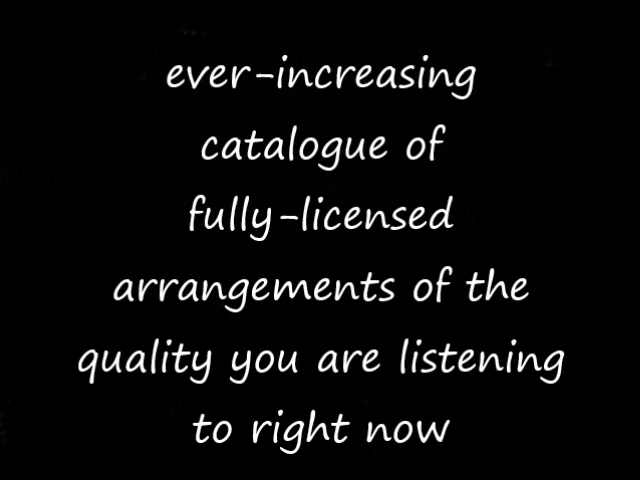 ever-increasing
catalogue of
fully-licensed
arrangements of the
quality you are listening
to right now